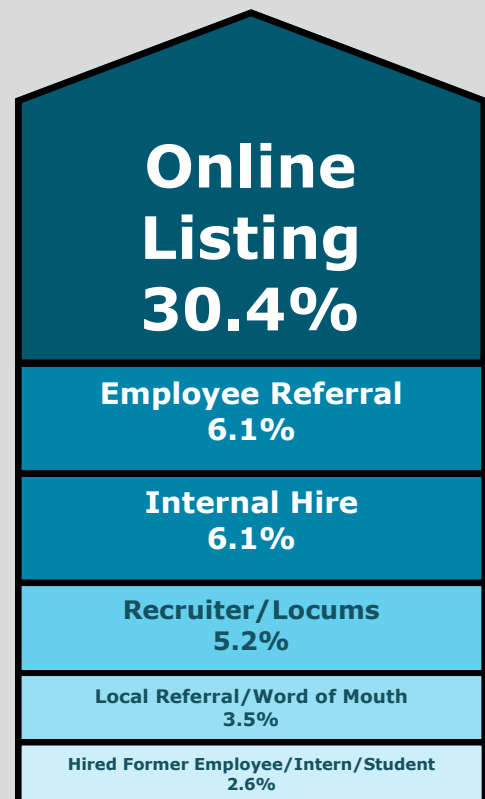 Online
Listing
30.4%
Employee Referral
6.1%
Internal Hire
6.1%
Recruiter/Locums
5.2%
Local Referral/Word of Mouth
3.5%
Hired Former Employee/Intern/Student
2.6%